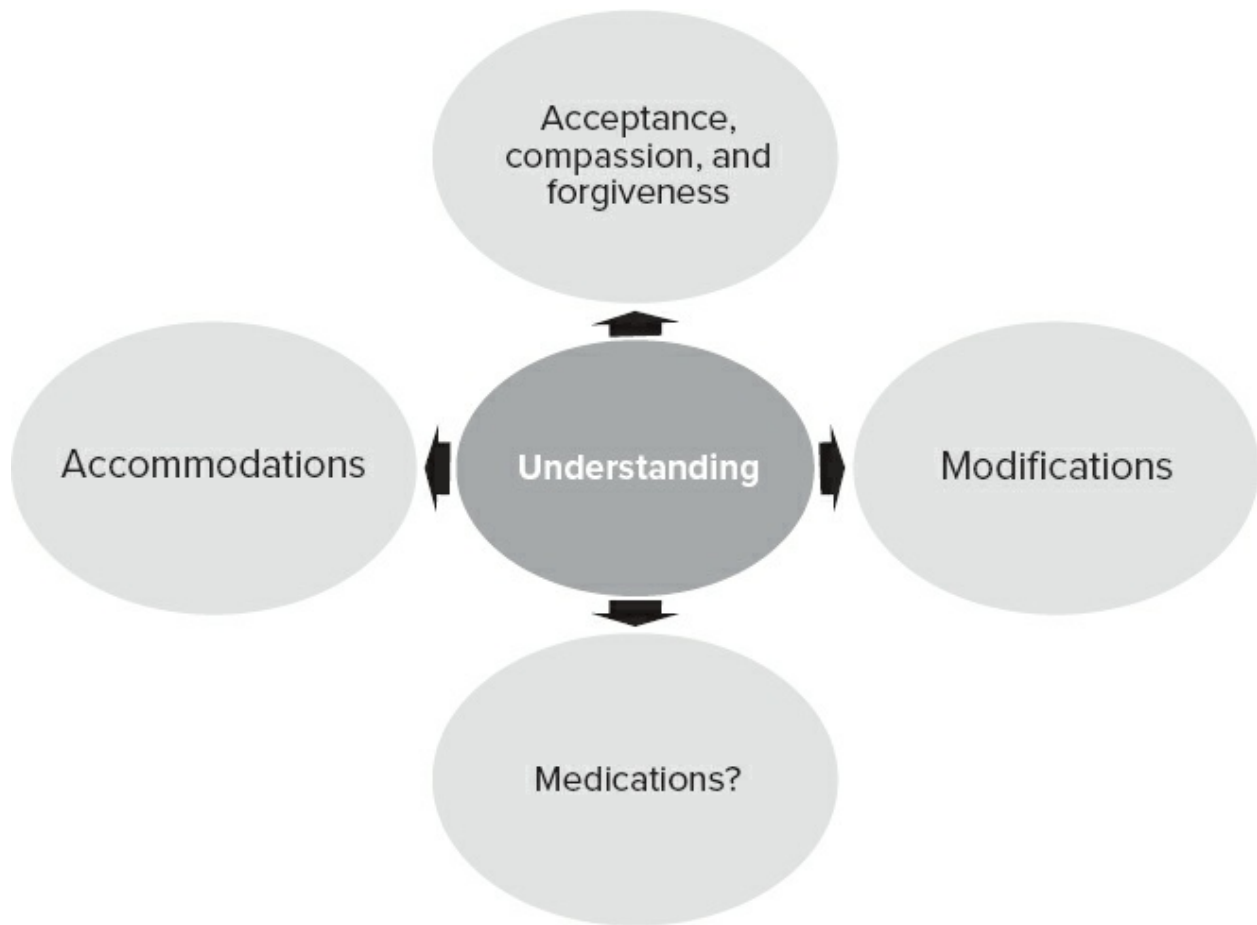 Acceptance,
compassion, and
forgiveness
Accommodations
Understanding
Modifications
Medications?